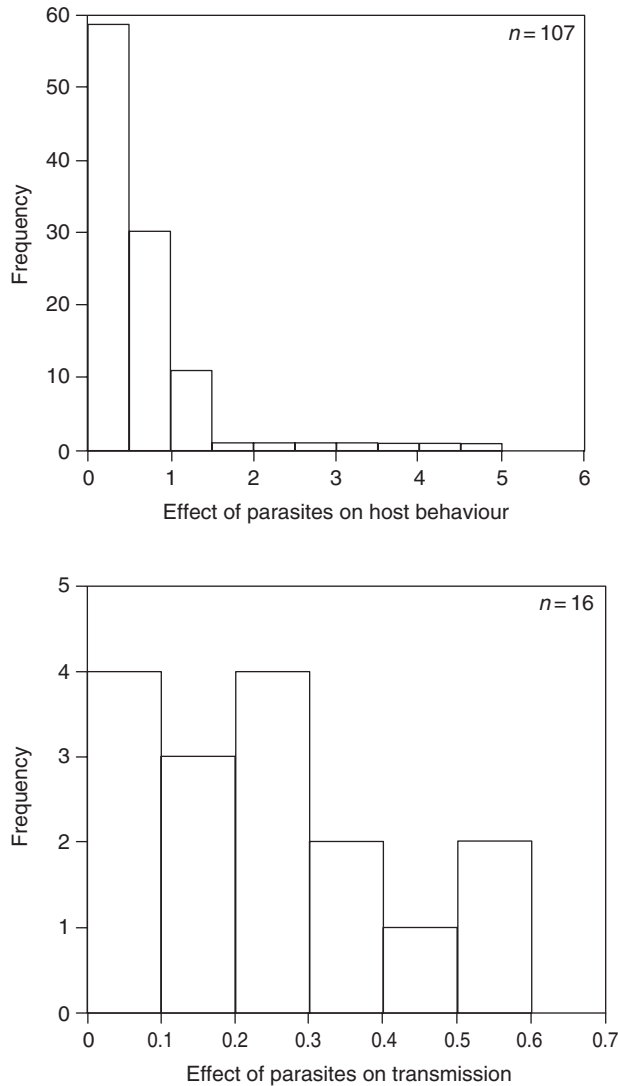 60
50
40
30
20
10
0
Frequency
n = 107
0 1 2 3 4 5 6
Effect of parasites on host behaviour
5
4
3
2
1
0
Frequency
n = 16
0 0.1 0.2 0.3 0.4 0.5 0.6 0.7
Effect of parasites on transmission